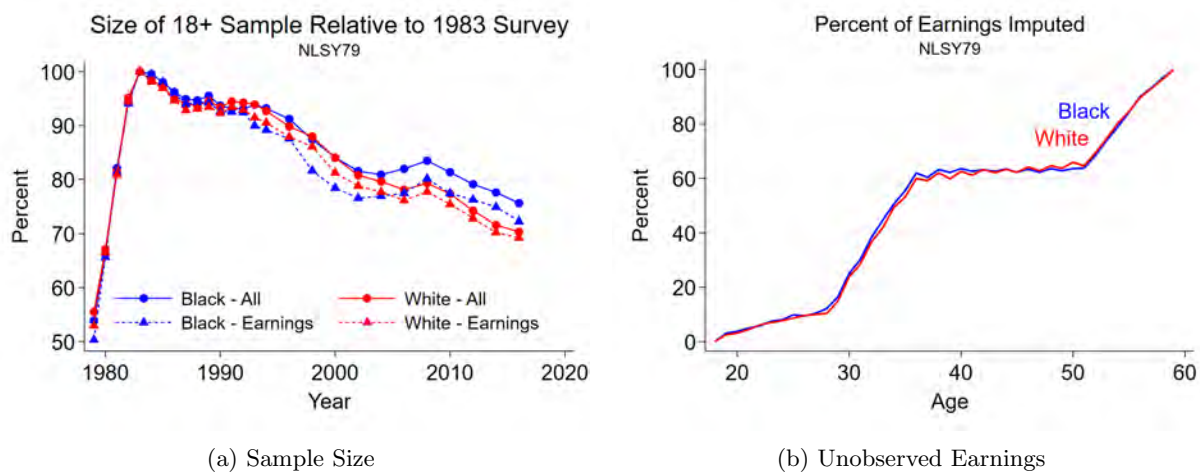 Size of 18+ Sample Relative to 1983 Survey
NLSY79
100
90
80
70
60
50
Percent
Black - All
White - All
Black - Earnings
White - Earnings
1980
1990
2000
2010
2020
Year
(a) Sample Size
Percent of Earnings Imputed
NLSY79
100
80
60
40
20
0
Percent
Black
White
20
30
40
50
60
Age
(b) Unobserved Earnings